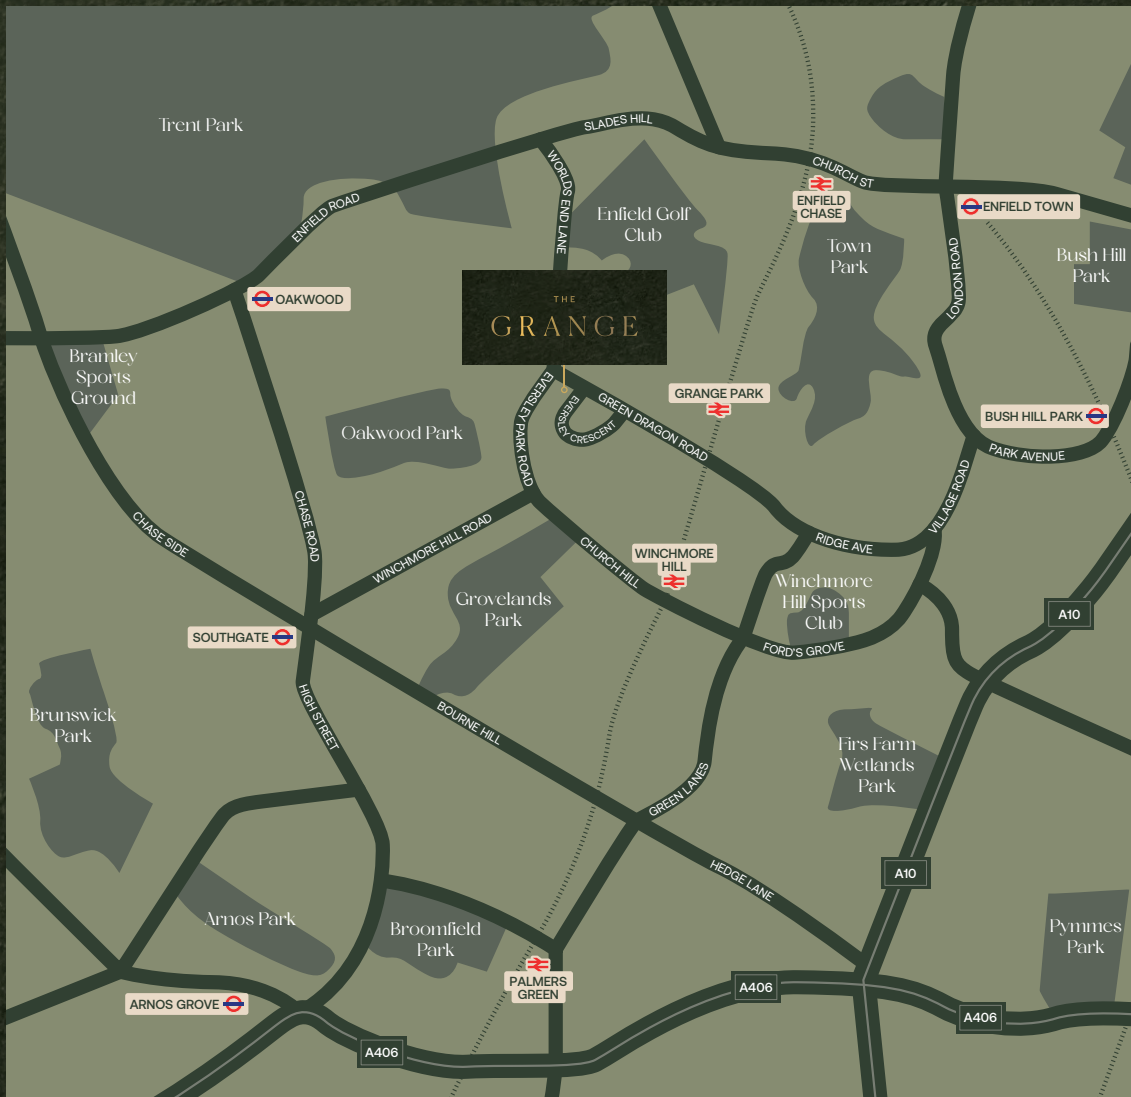 SLADES HILL
Trent Park
WORLDS END LANE
CHURCH ST
ENFIELD
CHASE
ENFIELD TOWN
ENFIELD ROAD
Enfield Golf
Club
Town
Park
LONDON ROAD
Bush Hill
Park
OAKWOOD
THE
GRANGE
Bramley
Sports
Ground
EVERSLEY PARK ROAD
EVERSLEY CRESCENT
GREEN DRAGON ROAD
GRANGE PARK
BUSH HILL PARK
PARK AVENUE
Oakwood Park
CHASE SIDE
CHASE ROAD
WINCHMORE HILL ROAD
CHURCH HILL
WINCHMORE
HILL
RIDGE AVE
VILLAGE ROAD
Winchmore
Hill Sports
Club
Grovelands
Park
A10
SOUTHGATE
FORD'S GROVE
HIGH STREET
BOURNE HILL
Brunswick
Park
Firs Farm
Wetlands
Park
GREEN LANES
HEDGE LANE
A10
Arnos Park
Broomfield
Park
Pymmes
Park
PALMERS
GREEN
ARNOS GROVE
A406
A406
A406